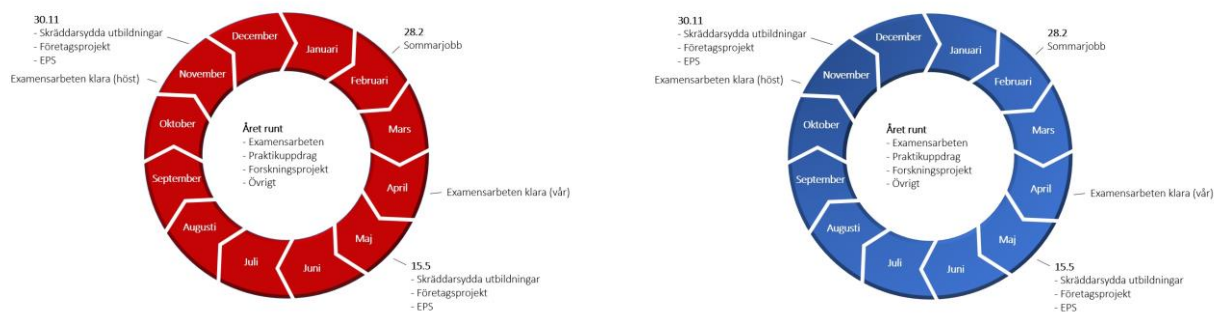 30.11
- Skräddarsydda utbildningar
- Företagsprojekt
- EPS
Examensarbeten klara (höst)
28.2
Sommarjobb
Examensarbeten klara (vår)
15.5
- Skräddarsydda utbildningar
- Företagsprojekt
- EPS
Januari
Februari
Mars
April
Maj
Juni
Juli
Augusti
September
Oktober
November
December
Året runt
- Examensarbeten
- Praktikuppdrag
- Forskningsprojekt
- Övrigt
30.11
- Skräddarsydda utbildningar
- Företagsprojekt
- EPS
Examensarbeten klara (höst)
28.2
Sommarjobb
Examensarbeten klara (vår)
15.5
- Skräddarsydda utbildningar
- Företagsprojekt
- EPS
Januari
Februari
Mars
April
Maj
Juni
Juli
Augusti
September
Oktober
November
December
Året runt
- Examensarbeten
- Praktikuppdrag
- Forskningsprojekt
- Övrigt